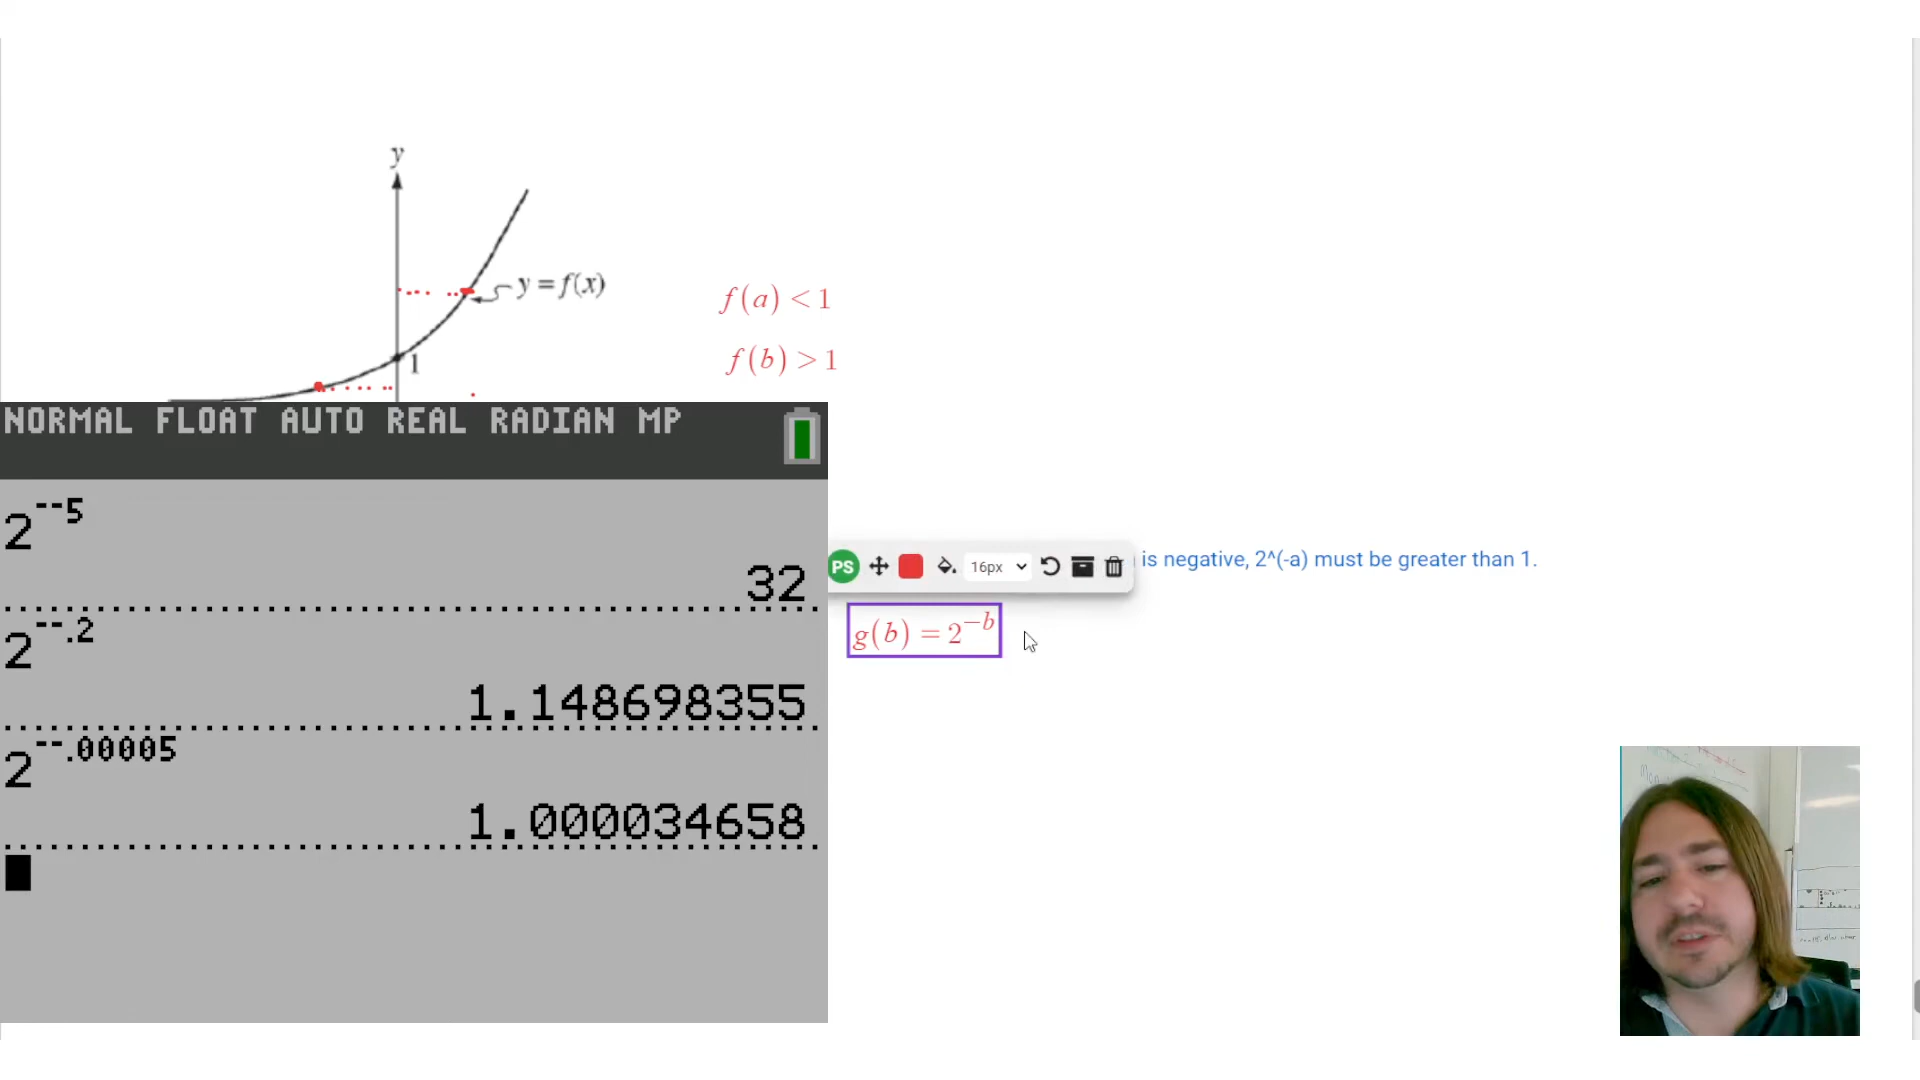 y
y = f(x)
f(a) < 1
f(b) > 1
1
NORMAL FLOAT AUTO REAL RADIAN MP
2^--5
32
2^--.2
1.148698355
2^--.00005
1.000034658
PS
16px
is negative, 2^(-a) must be greater than 1.
g(b) = 2^{-b}